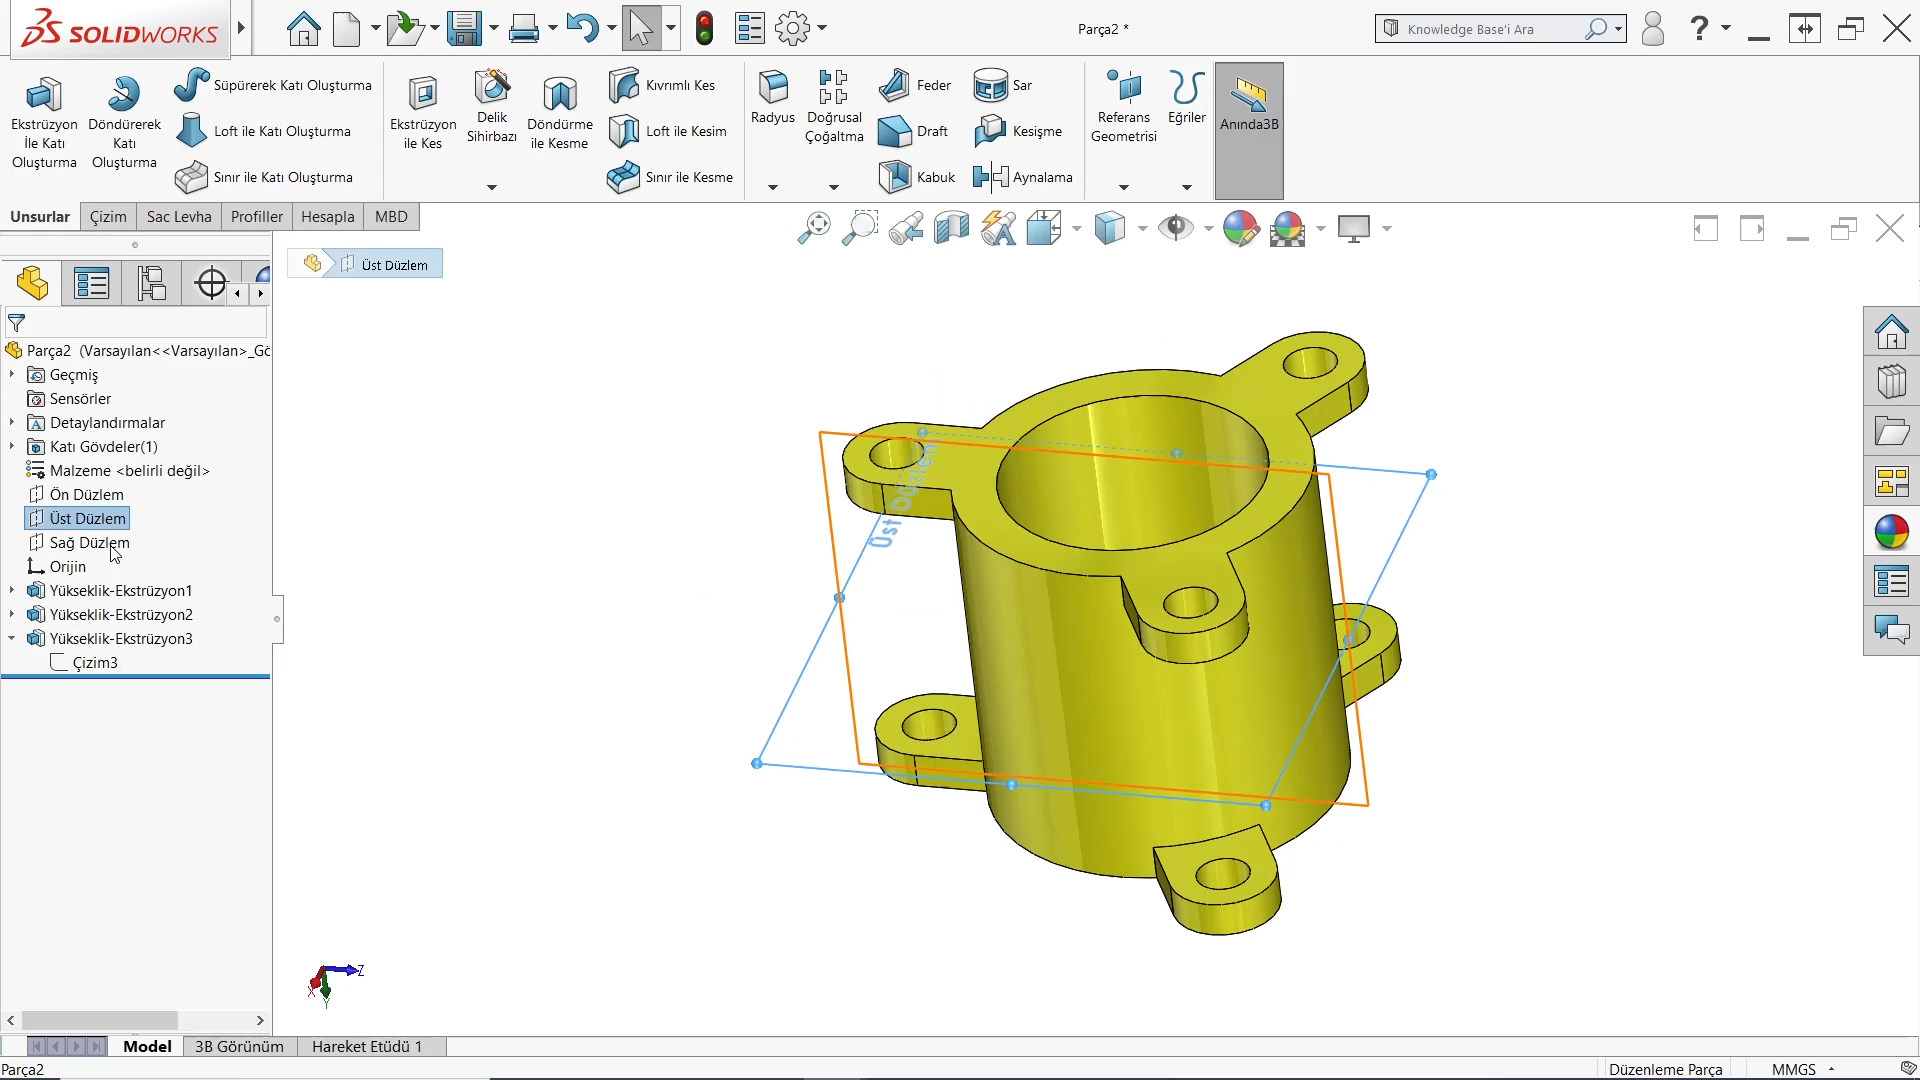 SOLIDWORKS
Parça2 *
Knowledge Base'i Ara
Ekstrüzyon İle Katı Oluşturma
Döndürerek Katı Oluşturma
Süpürerek Katı Oluşturma
Loft ile Katı Oluşturma
Sınır ile Katı Oluşturma
Ekstrüzyon ile Kes
Delik Sihirbazı
Döndürme ile Kesme
Kıvrımlı Kes
Loft ile Kesim
Sınır ile Kesme
Radyus
Doğrusal Çoğaltma
Feder
Draft
Kabuk
Sar
Kesişme
Aynalama
Referans Geometrisi
Eğriler
Anında3B
Unsurlar
Çizim
Sac Levha
Profiller
Hesapla
MBD
Üst Düzlem
Parça2 (Varsayılan<<Varsayılan>_Gö
Geçmiş
Sensörler
Detaylandırmalar
Katı Gövdeler(1)
Malzeme <belirli değil>
Ön Düzlem
Üst Düzlem
Sağ Düzlem
Orijin
Yükseklik-Ekstrüzyon1
Yükseklik-Ekstrüzyon2
Yükseklik-Ekstrüzyon3
Çizim3
Üst Düzlem
Z
X
Y
Model
3B Görünüm
Hareket Etüdü 1
Parça2
Düzenleme Parça
MMGS